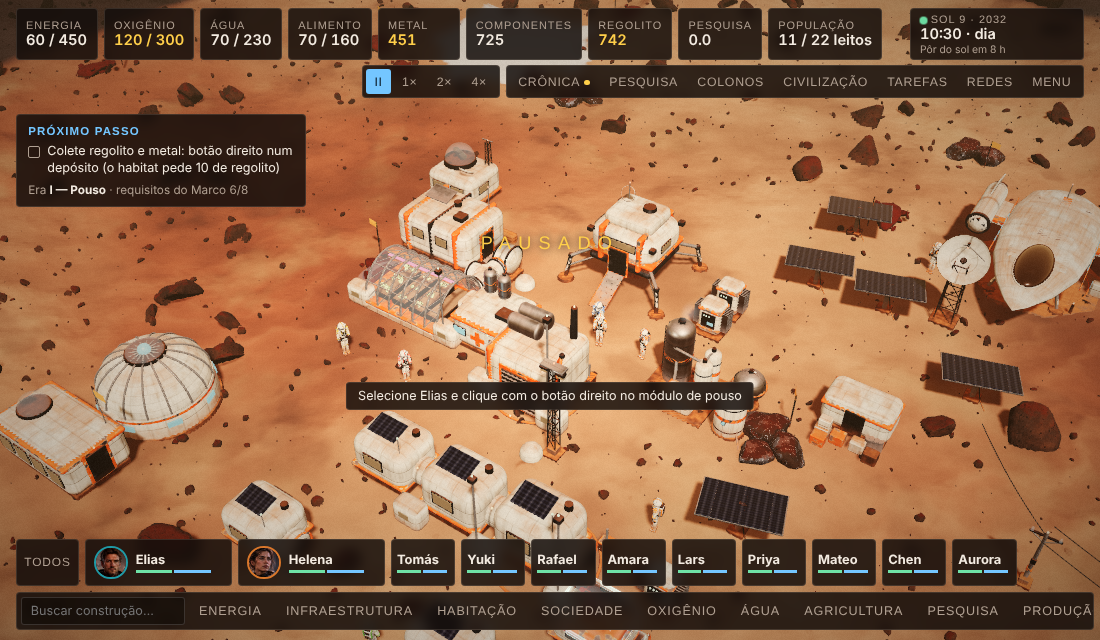 ENERGIA
60 / 450
OXIGÊNIO
120 / 300
ÁGUA
70 / 230
ALIMENTO
70 / 160
METAL
451
COMPONENTES
725
REGOLITO
742
PESQUISA
0.0
POPULAÇÃO
11 / 22 leitos
SOL 9 · 2032
10:30 · dia
Pôr do sol em 8 h
1× 2× 4×
CRÔNICA PESQUISA COLONOS CIVILIZAÇÃO TAREFAS REDES MENU
PRÓXIMO PASSO
Colete regolito e metal: botão direito num
depósito (o habitat pede 10 de regolito)
Era I — Pouso · requisitos do Marco 6/8
PAUSADO
Selecione Elias e clique com o botão direito no módulo de pouso
TODOS Elias Helena Tomás Yuki Rafael Amara Lars Priya Mateo Chen Aurora
Buscar construção... ENERGIA INFRAESTRUTURA HABITAÇÃO SOCIEDADE OXIGÊNIO ÁGUA AGRICULTURA PESQUISA PRODUÇÃ